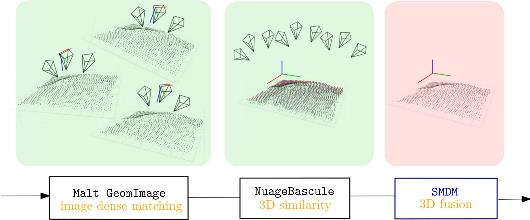 Malt GeomImage
image dense matching
NuageBascule
3D similarity
SMDM
3D fusion